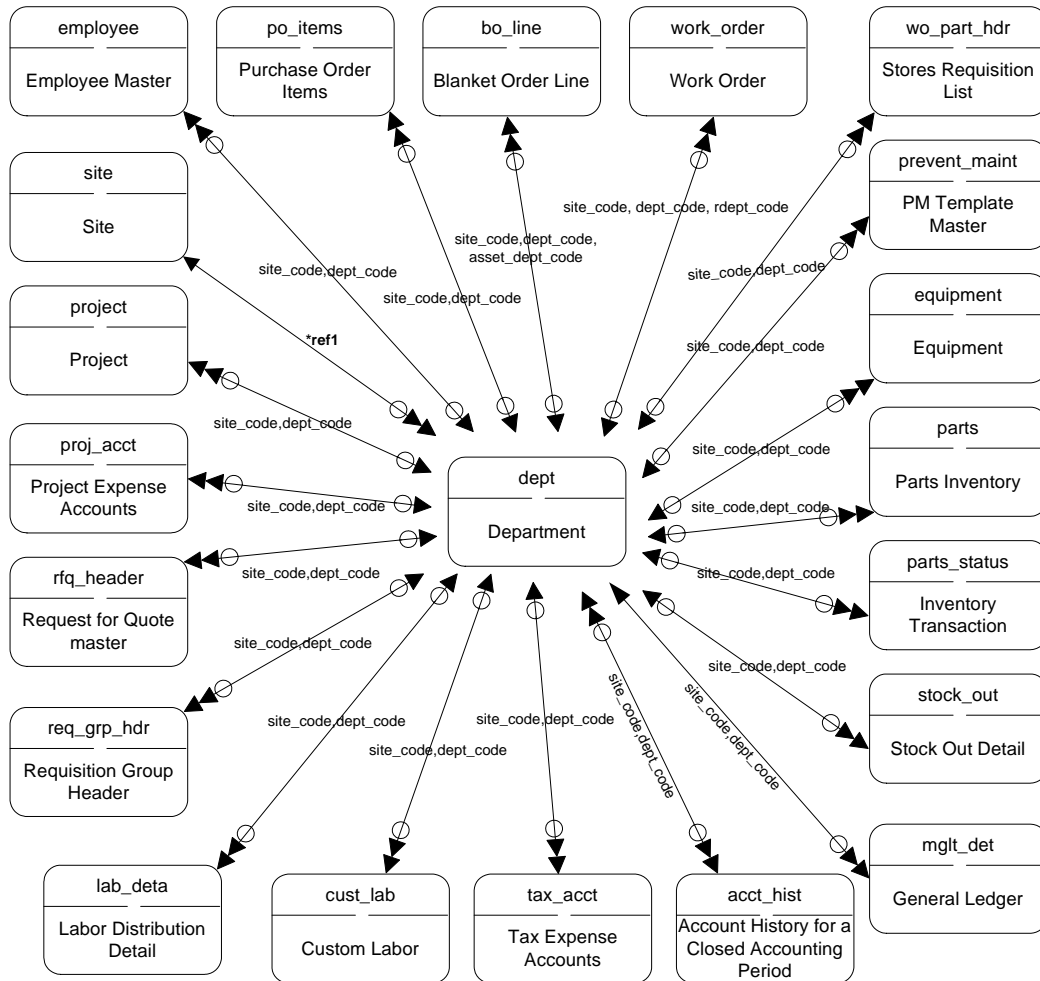 employee
Employee Master
po_items
Purchase Order
Items
bo_line
Blanket Order Line
work_order
Work Order
wo_part_hdr
Stores Requisition
List
site
Site
prevent_maint
PM Template
Master
site_code, dept_code, rdept_code
site_code,dept_code,
asset_dept_code
site_code,dept_code
site_code,dept_code
site_code,dept_code
project
Project
*ref1
site_code,dept_code
equipment
Equipment
site_code,dept_code
proj_acct
Project Expense
Accounts
dept
Department
site_code,dept_code
parts
Parts Inventory
site_code,dept_code
site_code,dept_code
rfq_header
Request for Quote
master
site_code,dept_code
site_code,dept_code
parts_status
Inventory
Transaction
site_code,dept_code
site_code,dept_code
req_grp_hdr
Requisition Group
Header
site_code,dept_code
site_code,dept_code
site_code,dept_code
site_code,dept_code
site_code,dept_code
stock_out
Stock Out Detail
lab_deta
Labor Distribution
Detail
cust_lab
Custom Labor
tax_acct
Tax Expense
Accounts
acct_hist
Account History for a
Closed Accounting
Period
mglt_det
General Ledger